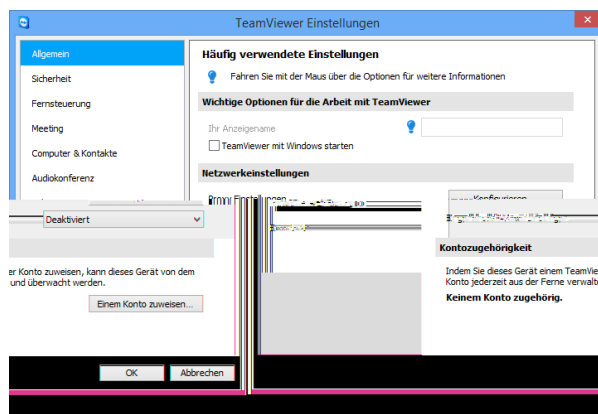 TeamViewer Einstellungen
Allgemein
Sicherheit
Fernsteuerung
Meeting
Computer & Kontakte
Audiokonferenz
Häufig verwendete Einstellungen
Fahren Sie mit der Maus über die Optionen für weitere Informationen
Wichtige Optionen für die Arbeit mit TeamViewer
Ihr Anzeigename
TeamViewer mit Windows starten
Netzwerkeinstellungen
Konfigurieren
Deaktiviert
er Konto zuweisen, kann dieses Gerät von dem
und überwacht werden.
Einem Konto zuweisen...
OK
Abbrechen
Kontozugehörigkeit
Indem Sie dieses Gerät einem TeamVie
Konto jederzeit aus der Ferne verwalt
Keinem Konto zugehörig.